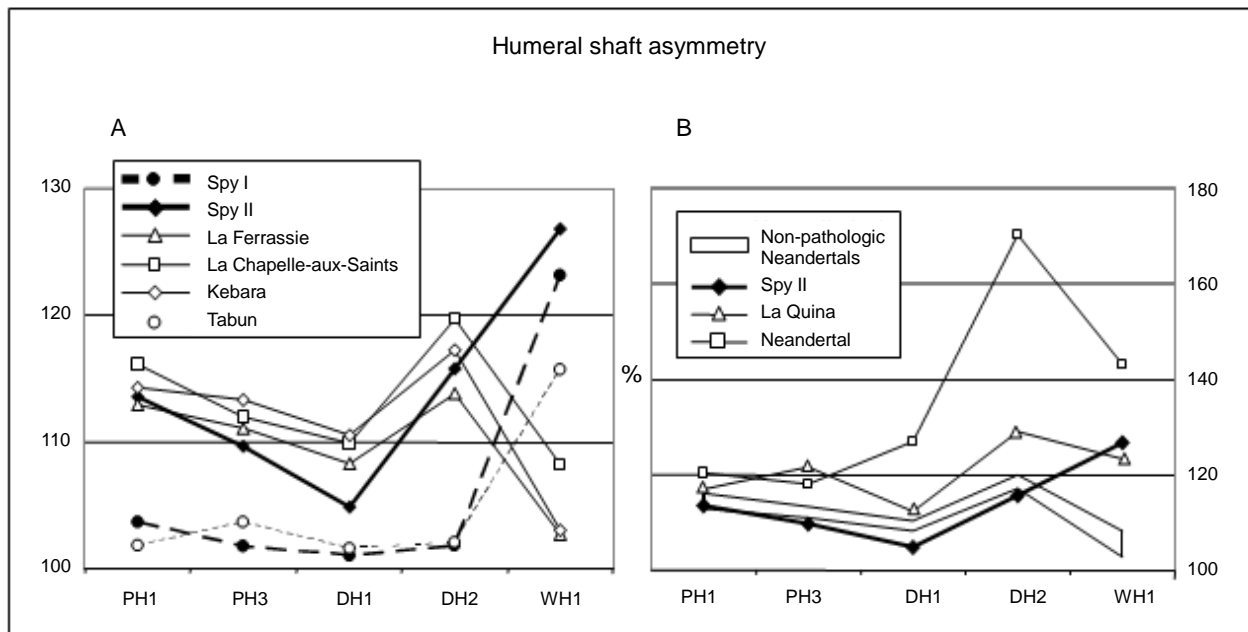 Humeral shaft asymmetry
A
Spy I
Spy II
La Ferrassie
La Chapelle-aux-Saints
Kebara
Tabun
130
120
110
100
PH1 PH3 DH1 DH2 WH1
B
Non-pathologic
Neandertals
Spy II
La Quina
Neandertal
%
180
160
140
120
100
PH1 PH3 DH1 DH2 WH1